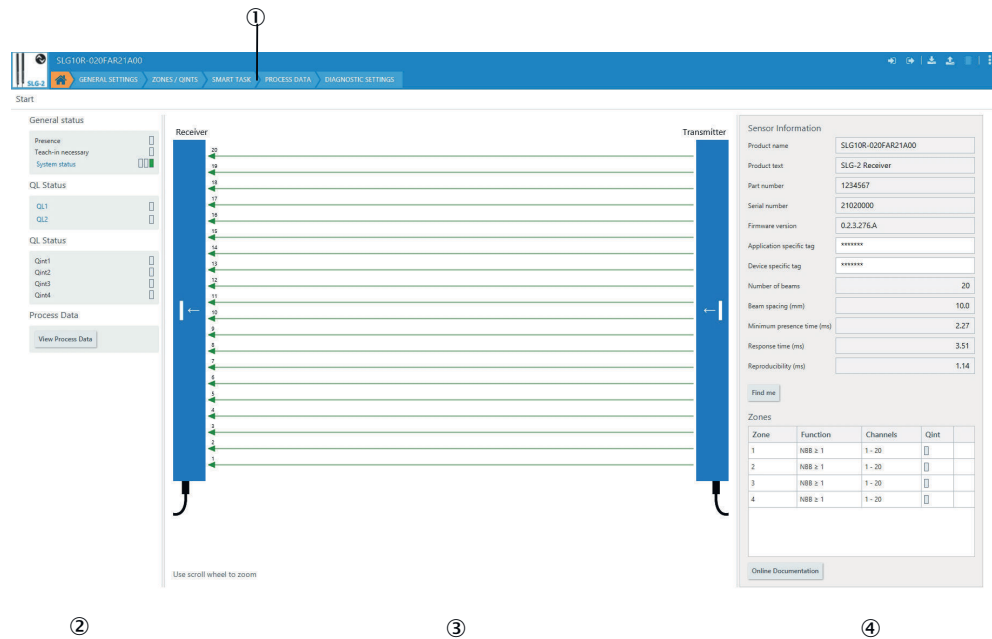 ①
SLG10R-020FAR21A00
SLG-2 GENERAL SETTINGS ZONES / QINTS SMART TASK PROCESS DATA DIAGNOSTIC SETTINGS
Start
General status
Presence
Teach-in necessary
System status
QL Status
QL1
QL2
QL Status
Qint1
Qint2
Qint3
Qint4
Process Data
View Process Data
Receiver Transmitter
20
19
18
17
16
15
14
13
12
11
10
9
8
7
6
5
4
3
2
1
Use scroll wheel to zoom
Sensor Information
Product name SLG10R-020FAR21A00
Product text SLG-2 Receiver
Part number 1234567
Serial number 21020000
Firmware version 0.2.3.276.A
Application specific tag *******
Device specific tag *******
Number of beams 20
Beam spacing (mm) 10.0
Minimum presence time (ms) 2.27
Response time (ms) 3.51
Reproducibility (ms) 1.14
Find me
Zones
Zone Function Channels Qint
1 NBB ≥ 1 1 - 20
2 NBB ≥ 1 1 - 20
3 NBB ≥ 1 1 - 20
4 NBB ≥ 1 1 - 20
Online Documentation
② ③ ④